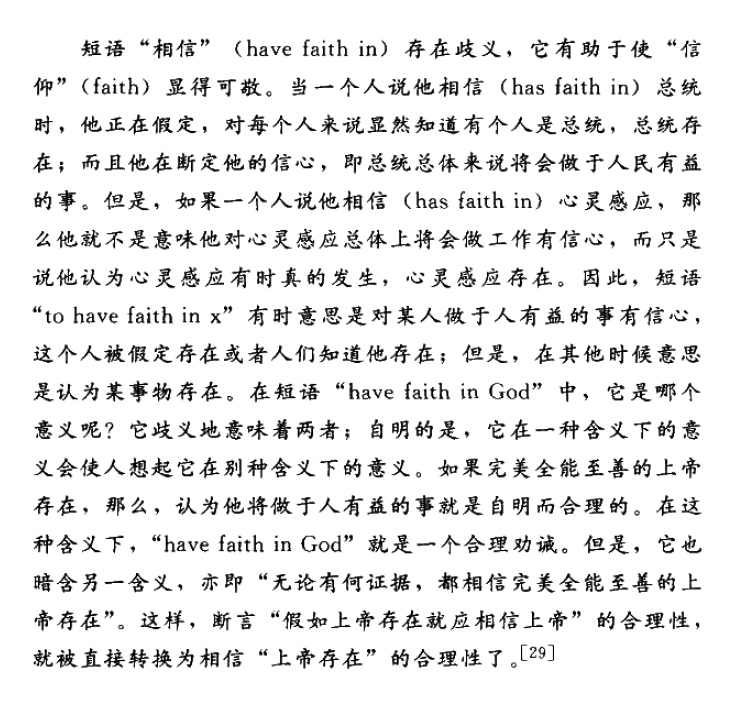 短语“相信”（have faith in）存在歧义，它有助于使“信
仰”（faith）显得可敬。当一个人说他相信（has faith in）总统
时，他正在假定，对每个人来说显然知道有个人是总统，总统存
在；而且他在断定他的信心，即总统总体来说将会做于人民有益
的事。但是，如果一个人说他相信（has faith in）心灵感应，那
么他就不是意味他对心灵感应总体上将会做工作有信心，而只是
说他认为心灵感应有时真的发生，心灵感应存在。因此，短语
“to have faith in x”有时意思是对某人做于人有益的事有信心，
这个人被假定存在或者人们知道他存在；但是，在其他时候意思
是认为某事物存在。在短语“have faith in God”中，它是哪个
意义呢？它歧义地意味着两者；自明的是，它在一种含义下的意
义会使人想起它在别种含义下的意义。如果完美全能至善的上帝
存在，那么，认为他将做于人有益的事就是自明而合理的。在这
种含义下，“have faith in God”就是一个合理劝诫。但是，它也
暗含另一含义，亦即“无论有何证据，都相信完美全能至善的上
帝存在”。这样，断言“假如上帝存在就应相信上帝”的合理性，
就被直接转换为相信“上帝存在”的合理性了。[29]